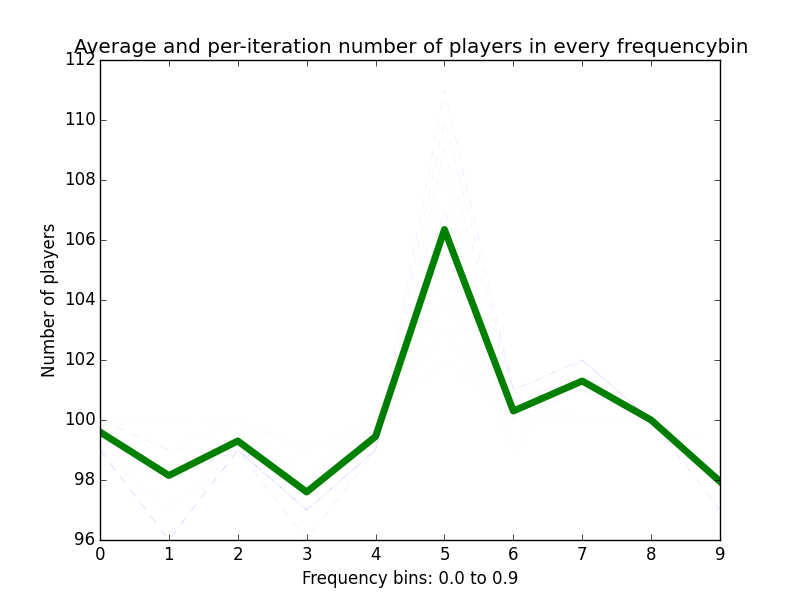 Average and per-iteration number of players in every frequencybin
112
110
108
106
104
102
100
98
96
Number of players
0 1 2 3 4 5 6 7 8 9
Frequency bins: 0.0 to 0.9